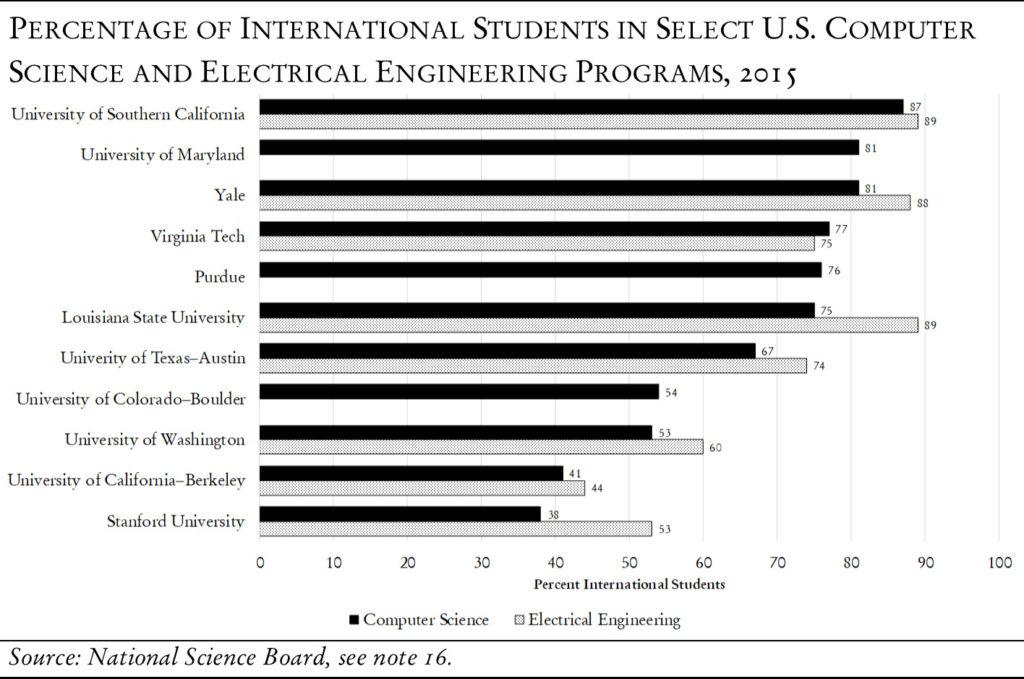 PERCENTAGE OF INTERNATIONAL STUDENTS IN SELECT U.S. COMPUTER
SCIENCE AND ELECTRICAL ENGINEERING PROGRAMS, 2015
University of Southern California
87
89
University of Maryland
81
Yale
81
88
Virginia Tech
77
75
Purdue
76
Louisiana State University
75
89
Univerity of Texas–Austin
67
74
University of Colorado–Boulder
54
University of Washington
53
60
University of California–Berkeley
41
44
Stanford University
38
53
0 10 20 30 40 50 60 70 80 90 100
Percent International Students
Computer Science Electrical Engineering
Source: National Science Board, see note 16.